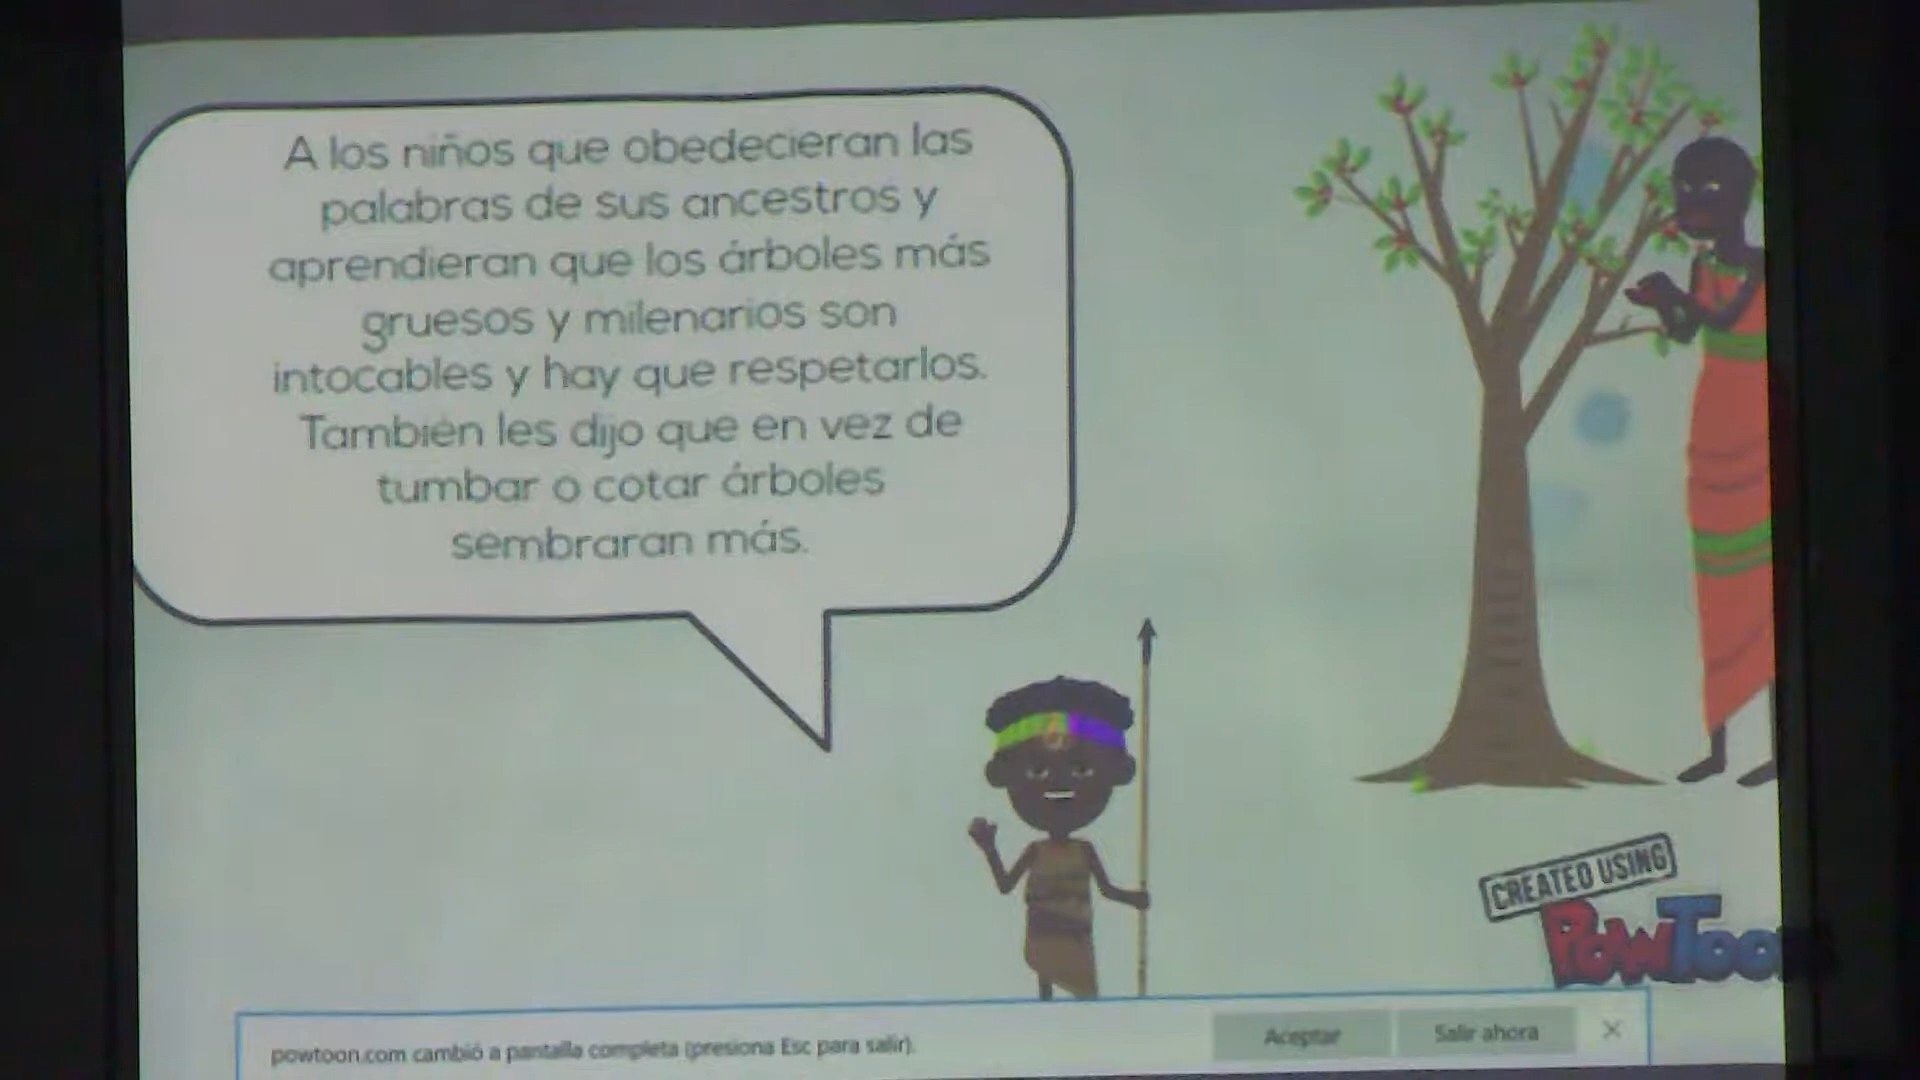 A los niños que obedecieran las
palabras de sus ancestros y
aprendieran que los árboles más
gruesos y milenarios son
intocables y hay que respetarlos.
También les dijo que en vez de
tumbar o cotar árboles
sembraran más.
CREATED USING
PowToo
powtoon.com cambió a pantalla completa (presiona Esc para salir).
Aceptar
Salir ahora